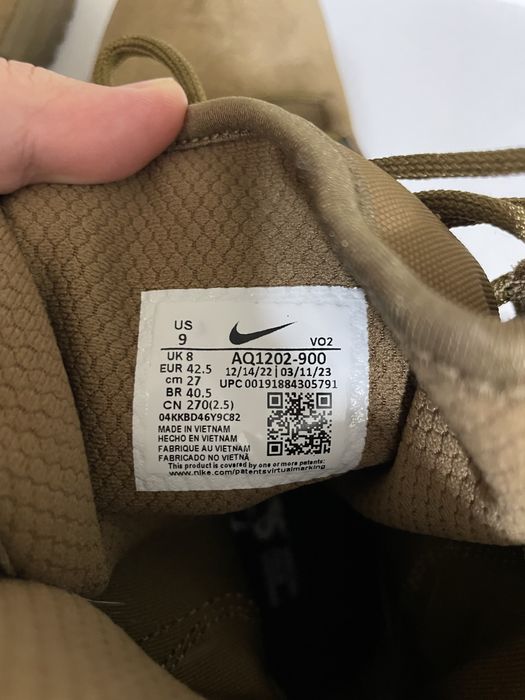 US
9
VO2
UK 8
EUR 42.5
cm 27
BR 40.5
CN 270(2.5)
AQ1202-900
12/14/22 | 03/11/23
UPC 00191884305791
04KKBD46Y9C82
MADE IN VIETNAM
HECHO EN VIETNAM
FABRIQUE AU VIETNAM
FABRICADO NO VIETNÃ
This product is covered by one or more patents:
www.nike.com/patentsvirtualmarking